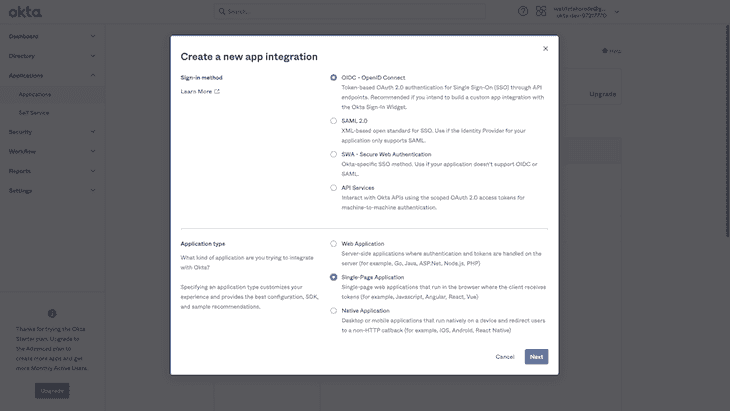 okta
Search...
Dashboard
Directory
Applications
Applications
Self Service
Security
Workflow
Reports
Settings
Help
Upgrade
Thanks for trying the Okta
Starter plan. Upgrade to
the Advanced plan to
create more apps and get
more Monthly Active Users.
Upgrade
Create a new app integration
Sign-in method
Learn More
OIDC - OpenID Connect
Token-based OAuth 2.0 authentication for Single Sign-On (SSO) through API
endpoints. Recommended if you intend to build a custom app integration with
the Okta Sign-In Widget.
SAML 2.0
XML-based open standard for SSO. Use if the Identity Provider for your
application only supports SAML.
SWA - Secure Web Authentication
Okta-specific SSO method. Use if your application doesn't support OIDC or
SAML.
API Services
Interact with Okta APIs using the scoped OAuth 2.0 access tokens for
machine-to-machine authentication.
Application type
What kind of application are you trying to integrate
with Okta?
Specifying an application type customizes your
experience and provides the best configuration, SDK,
and sample recommendations.
Web Application
Server-side applications where authentication and tokens are handled on the
server (for example, Go, Java, ASP.Net, Node.js, PHP)
Single-Page Application
Single-page web applications that run in the browser where the client receives
tokens (for example, Javascript, Angular, React, Vue)
Native Application
Desktop or mobile applications that run natively on a device and redirect users
to a non-HTTP callback (for example, iOS, Android, React Native)
Cancel
Next